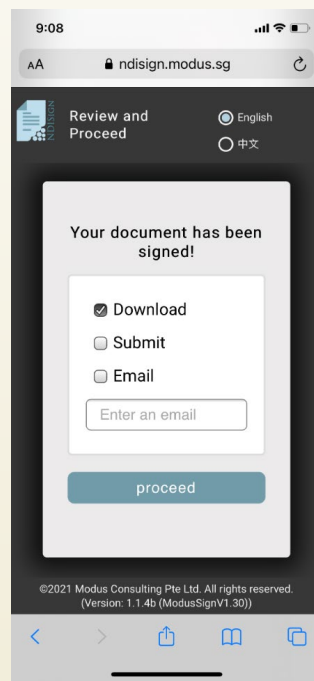 9:08
AA ndisign.modus.sg
NDISIGN
Review and
Proceed
English
中文
Your document has been
signed!
Download
Submit
Email
Enter an email
proceed
©2021 Modus Consulting Pte Ltd. All rights reserved.
(Version: 1.1.4b (ModusSignV1.30))